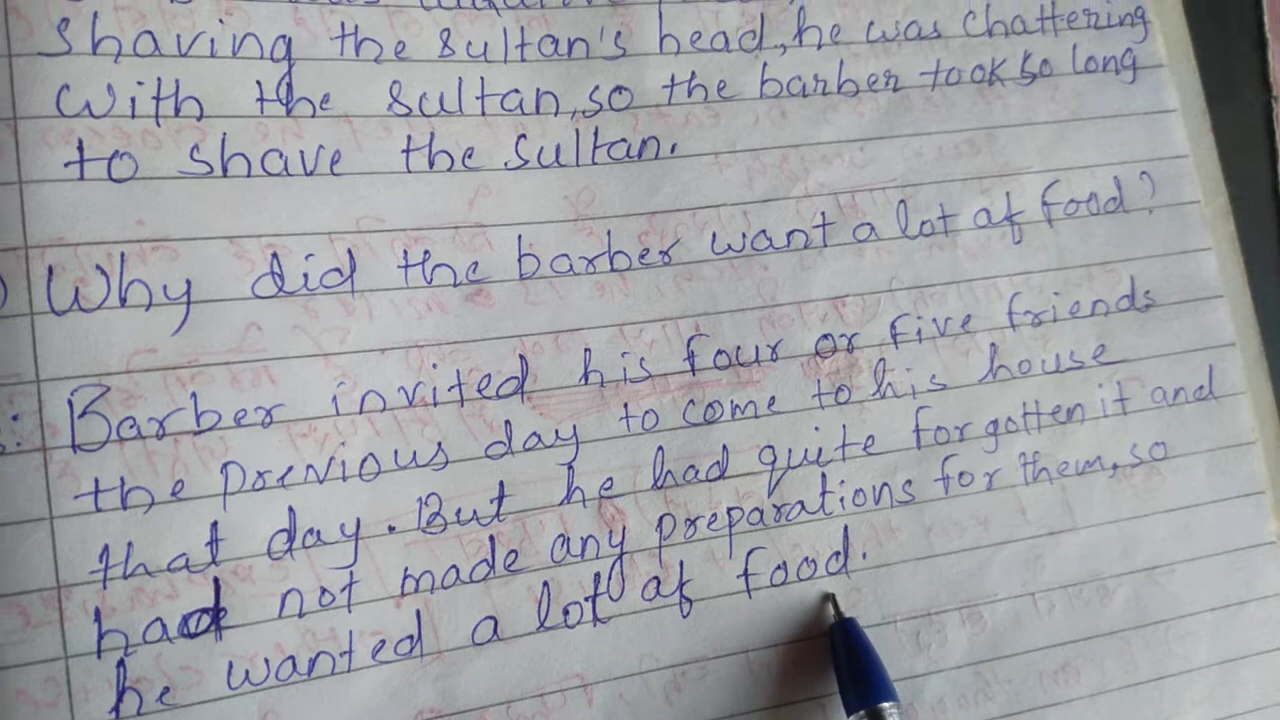 shaving the sultan's head, he was chattering
with the sultan, so the barber took so long
to shave the sultan.
Why did the barber want a lot of food?
Barber invited his four or five friends
the previous day to come to his house
that day. But he had quite forgotten it and
had not made any preparations for them, so
he wanted a lot of food.